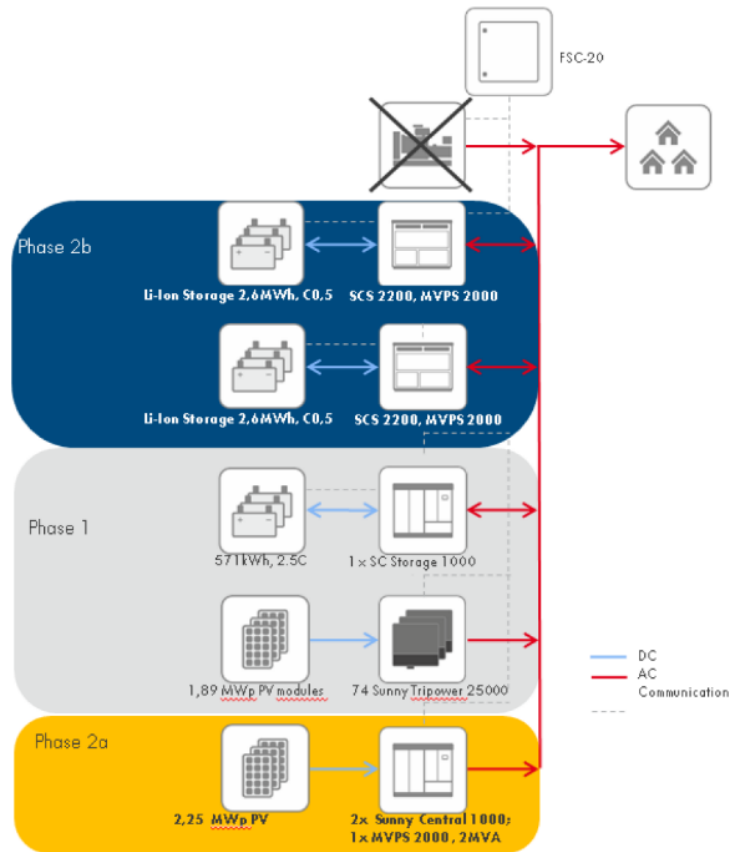 FSC-20
Phase 2b
Li-Ion Storage 2,6MWh, C0,5
SCS 2200, MVPS 2000
Li-Ion Storage 2,6MWh, C0,5
SCS 2200, MVPS 2000
Phase 1
571kWh, 2.5C
1x SC Storage 1000
1,89 MWp PV modules
74 Sunny Tripower 25000
DC
AC
Communication
Phase 2a
2,25 MWp PV
2x Sunny Central 1000;
1x MVPS 2000, 2MVA